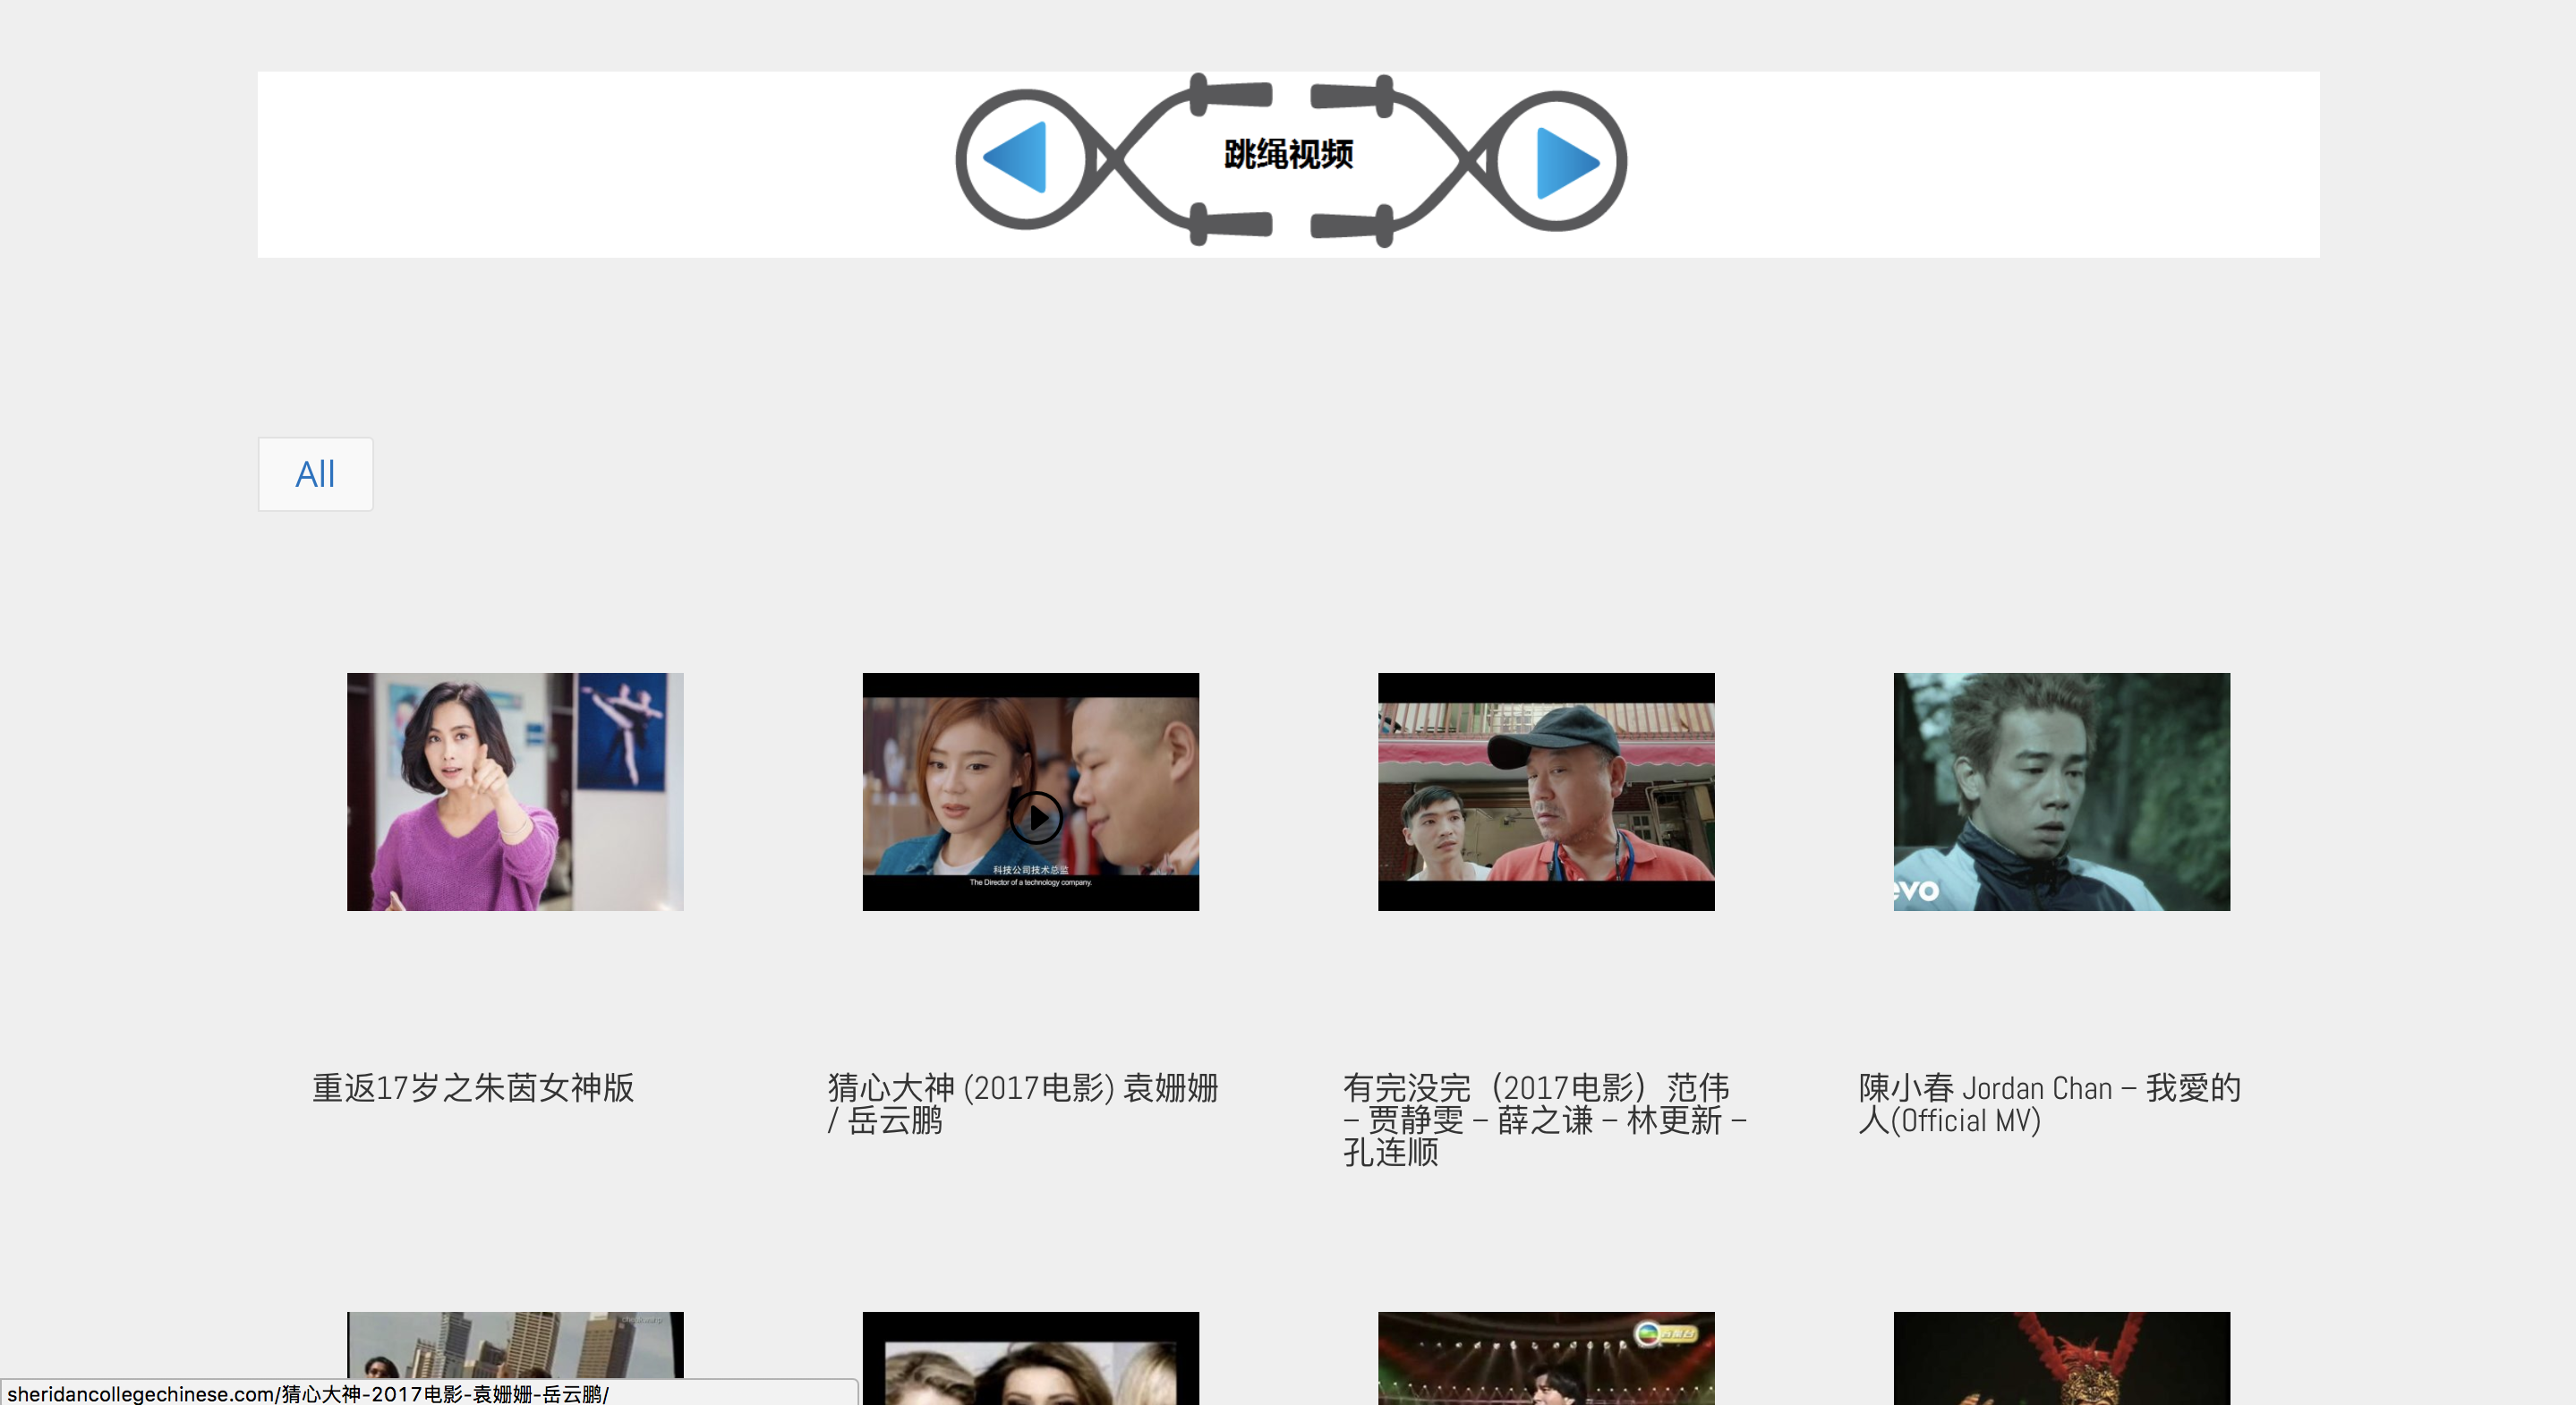 跳绳视频
All
科技公司技术总监
The Director of a technology company.
evo
重返17岁之朱茵女神版
猜心大神 (2017电影) 袁姗姗
/ 岳云鹏
有完没完（2017电影）范伟
– 贾静雯 – 薛之谦 – 林更新 –
孔连顺
陳小春 Jordan Chan – 我愛的
人(Official MV)
sheridancollegechinese.com/猜心大神-2017电影-袁姗姗-岳云鹏/